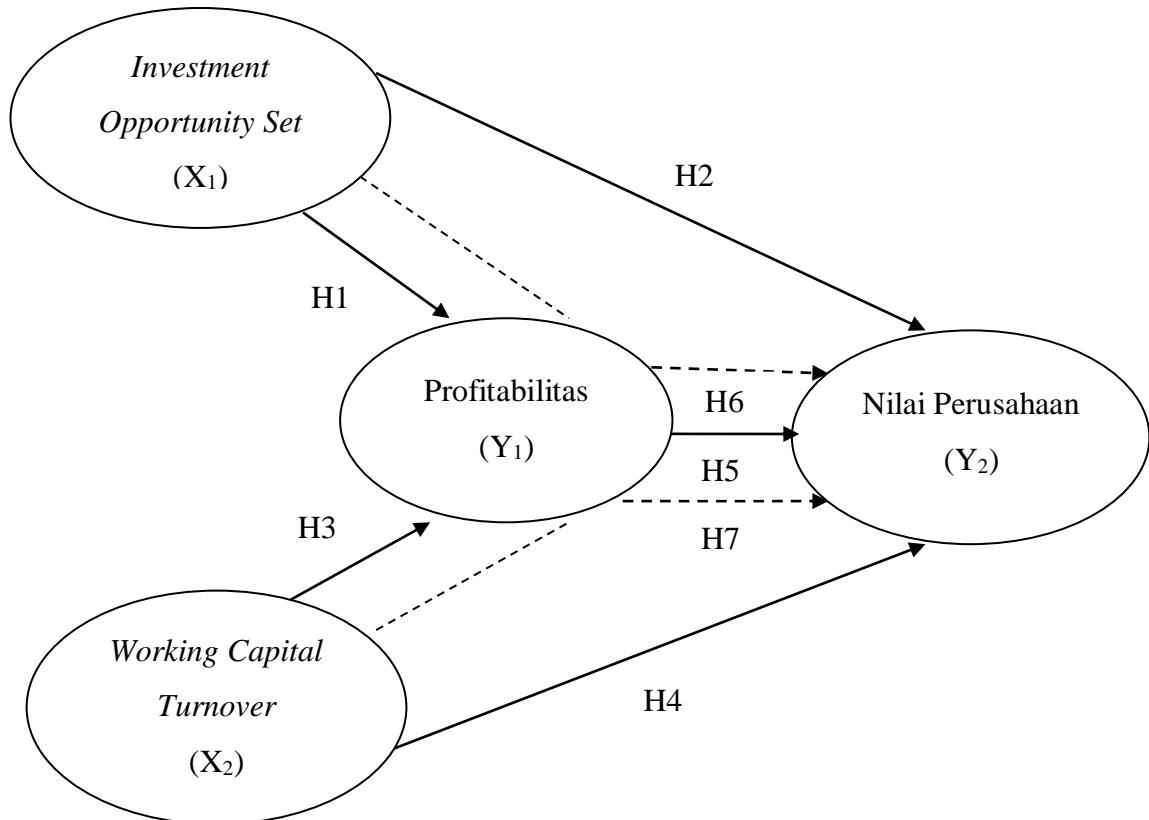 Investment
Opportunity Set
(X₁)
H2
H1
Profitabilitas
(Y₁)
H6
H5
H7
Nilai Perusahaan
(Y₂)
H3
Working Capital
Turnover
(X₂)
H4